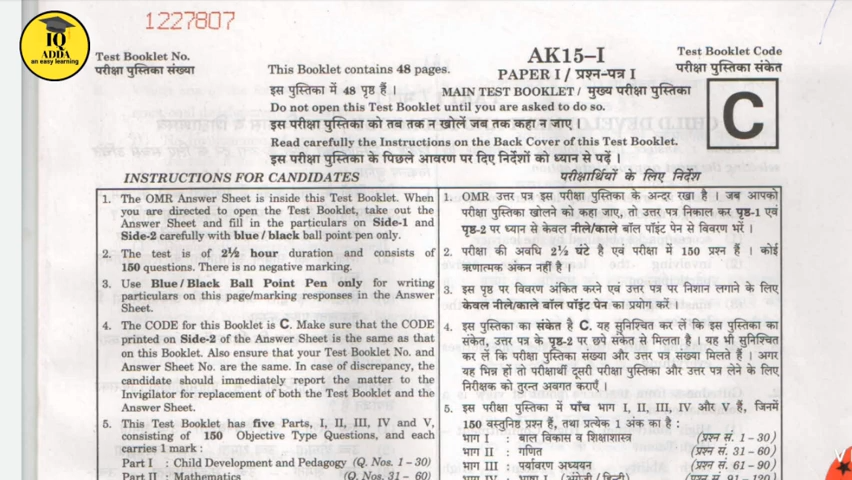 1227807
IQ
ADDA
an easy learning
Test Booklet No.
परीक्षा पुस्तिका संख्या
This Booklet contains 48 pages.
इस पुस्तिका में 48 पृष्ठ हैं ।
AK15–I
PAPER I / प्रश्न-पत्र I
MAIN TEST BOOKLET / मुख्य परीक्षा पुस्तिका
Test Booklet Code
परीक्षा पुस्तिका संकेत
C
Do not open this Test Booklet until you are asked to do so.
इस परीक्षा पुस्तिका को तब तक न खोलें जब तक कहा न जाए ।
Read carefully the Instructions on the Back Cover of this Test Booklet.
इस परीक्षा पुस्तिका के पिछले आवरण पर दिए निर्देशों को ध्यान से पढ़ें ।
INSTRUCTIONS FOR CANDIDATES
1. The OMR Answer Sheet is inside this Test Booklet. When
you are directed to open the Test Booklet, take out the
Answer Sheet and fill in the particulars on Side-1 and
Side-2 carefully with blue / black ball point pen only.
2. The test is of 2½ hour duration and consists of
150 questions. There is no negative marking.
3. Use Blue / Black Ball Point Pen only for writing
particulars on this page/marking responses in the Answer
Sheet.
4. The CODE for this Booklet is C. Make sure that the CODE
printed on Side-2 of the Answer Sheet is the same as that
on this Booklet. Also ensure that your Test Booklet No. and
Answer Sheet No. are the same. In case of discrepancy, the
candidate should immediately report the matter to the
Invigilator for replacement of both the Test Booklet and the
Answer Sheet.
5. This Test Booklet has five Parts, I, II, III, IV and V,
consisting of 150 Objective Type Questions, and each
carries 1 mark :
Part I : Child Development and Pedagogy (Q. Nos. 1 – 30)
Part II : Mathematics (Q. Nos. 31 – 60)
परीक्षार्थियों के लिए निर्देश
1. OMR उत्तर पत्र इस परीक्षा पुस्तिका के अन्दर रखा है । जब आपको
परीक्षा पुस्तिका खोलने को कहा जाए, तो उत्तर पत्र निकाल कर पृष्ठ-1 एवं
पृष्ठ-2 पर ध्यान से केवल नीले/काले बॉल पॉइंट पेन से विवरण भरें ।
2. परीक्षा की अवधि 2½ घंटे है एवं परीक्षा में 150 प्रश्न हैं । कोई
ऋणात्मक अंकन नहीं है ।
3. इस पृष्ठ पर विवरण अंकित करने एवं उत्तर पत्र पर निशान लगाने के लिए
केवल नीले/काले बॉल पॉइंट पेन का प्रयोग करें ।
4. इस पुस्तिका का संकेत है C. यह सुनिश्चित कर लें कि इस पुस्तिका का
संकेत, उत्तर पत्र के पृष्ठ-2 पर छपे संकेत से मिलता है । यह भी सुनिश्चित
कर लें कि परीक्षा पुस्तिका संख्या और उत्तर पत्र संख्या मिलते हैं । अगर
यह भिन्न हों तो परीक्षार्थी दूसरी परीक्षा पुस्तिका और उत्तर पत्र लेने के लिए
निरीक्षक को तुरन्त अवगत कराएँ ।
5. इस परीक्षा पुस्तिका में पाँच भाग I, II, III, IV और V हैं, जिनमें
150 वस्तुनिष्ठ प्रश्न हैं, तथा प्रत्येक 1 अंक का है :
भाग I : बाल विकास व शिक्षाशास्त्र (प्रश्न सं. 1 – 30)
भाग II : गणित (प्रश्न सं. 31 – 60)
भाग III : पर्यावरण अध्ययन (प्रश्न सं. 61 – 90)
भाग IV : भाषा I (अंग्रेज़ी/हिन्दी) (प्रश्न सं. 91 – 120)